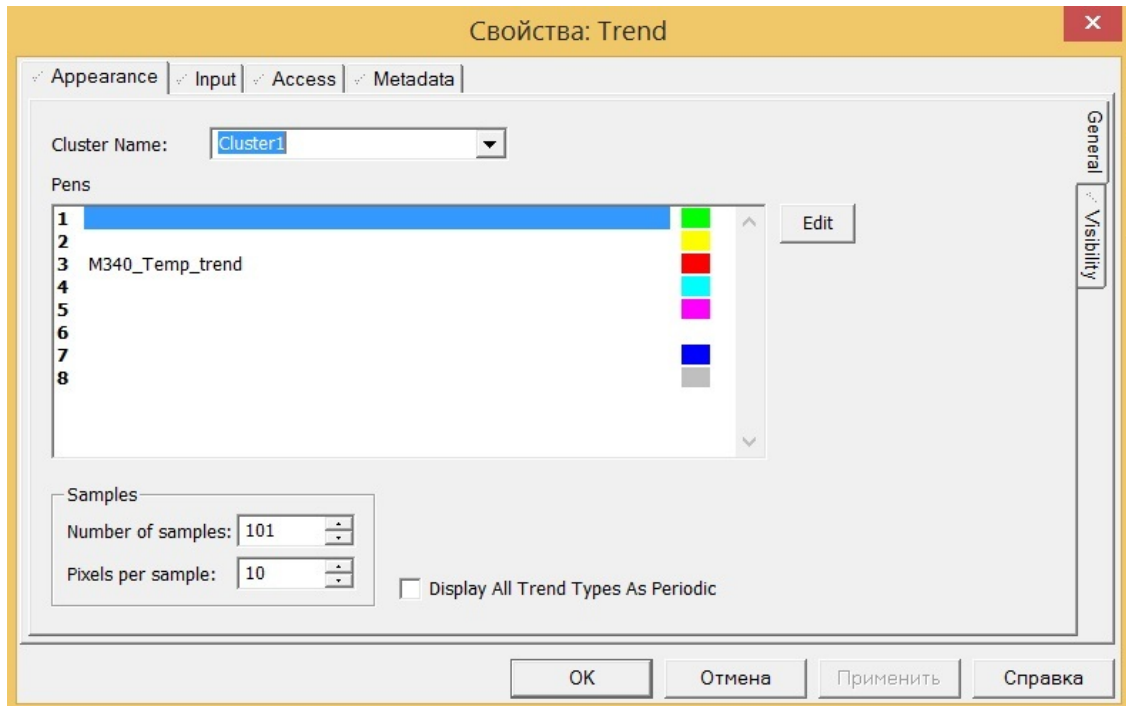 Свойства: Trend
Appearance Input Access Metadata
General
Visibility
Cluster Name: Cluster1
Pens
1
Edit
2
3 M340_Temp_trend
4
5
6
7
8
Samples
Number of samples: 101
Pixels per sample: 10
Display All Trend Types As Periodic
OK Отмена Применить Справка